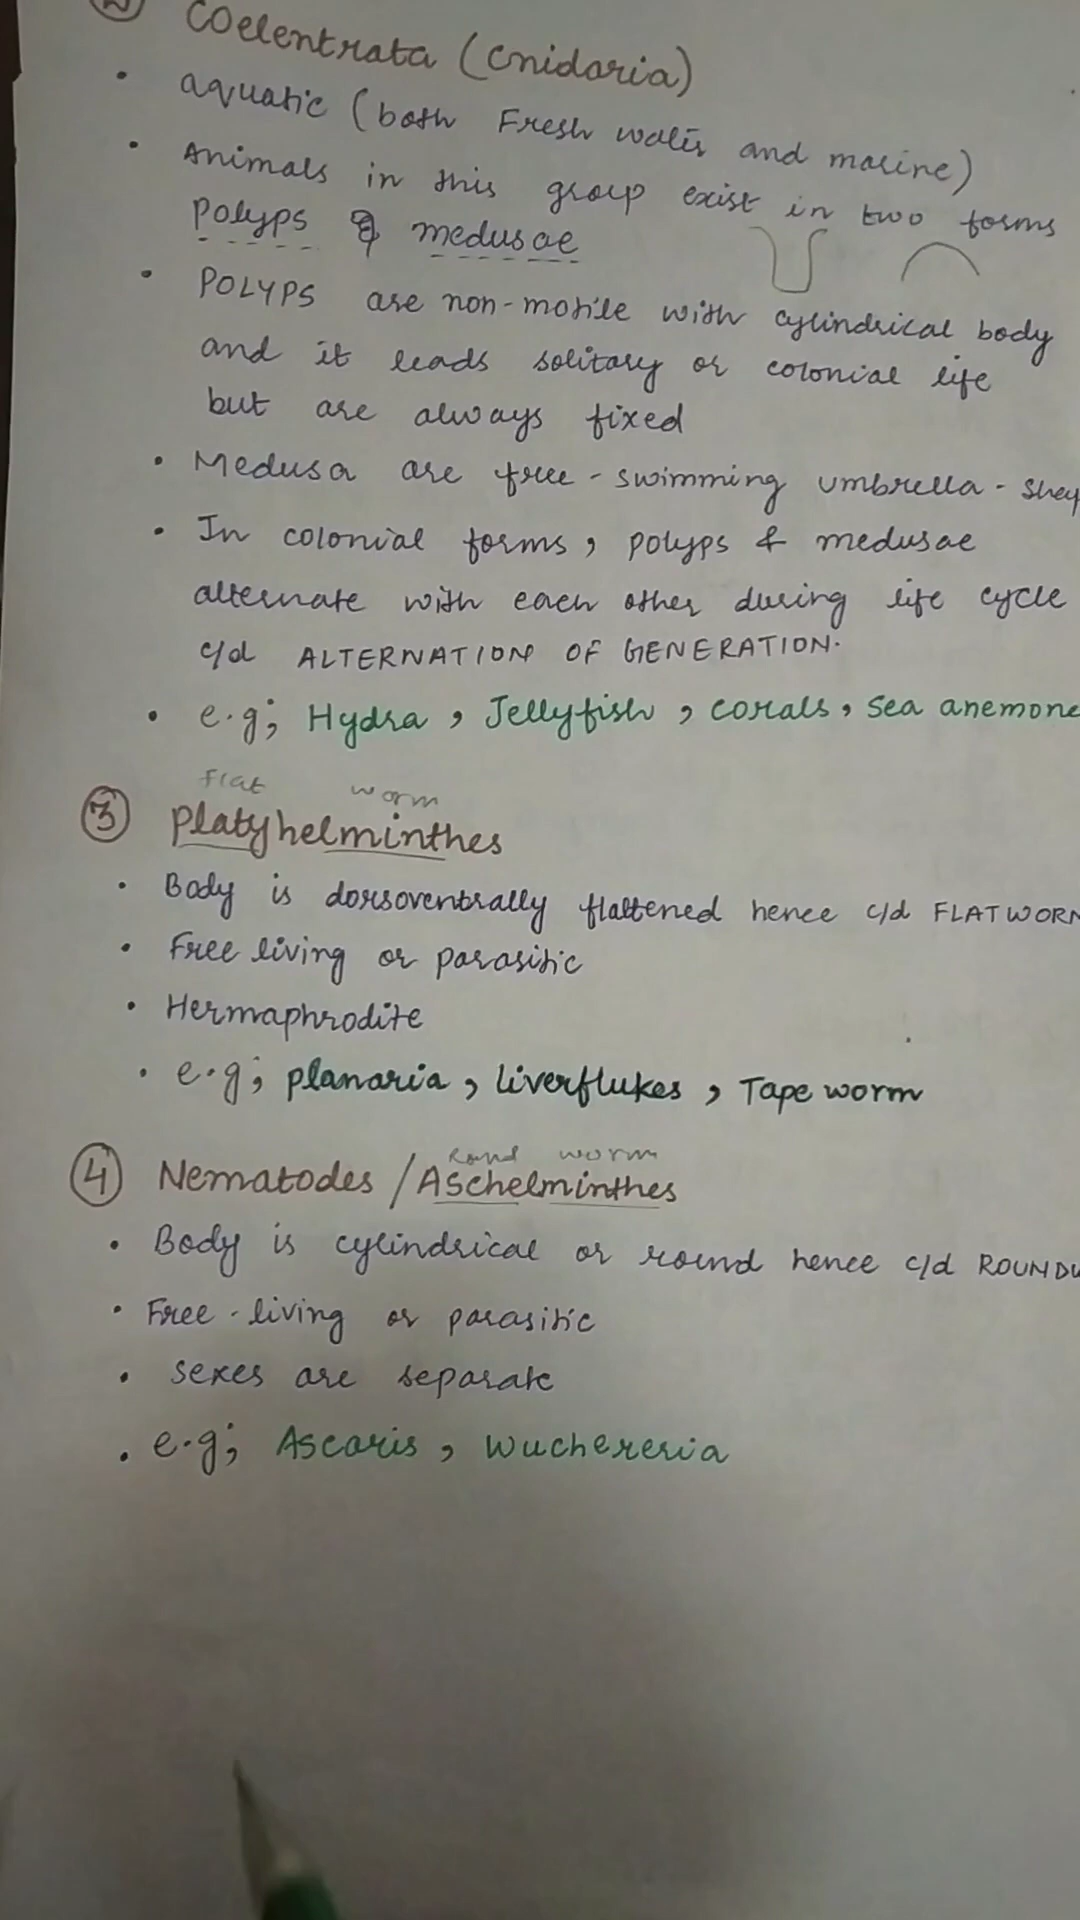 Coelentrata (Cnidaria)
• aquatic (both Fresh water and marine)
• Animals in this group exist in two forms
Polyps & medusae
• POLYPS are non-motile with cylindrical body
and it leads solitary or colonial life
but are always fixed
• Medusa are free - swimming umbrella -
• In colonial forms, polyps & medusae
alternate with each other during life cycle
c/d ALTERNATION OF GENERATION.
• e.g; Hydra, Jellyfish, corals, Sea anemone
flat worm
③ Platyhelminthes
• Body is dorsoventrally flattened hence c/d FLATWORM
• Free living or parasitic
• Hermaphrodite
• e.g; planaria, liverflukes, Tape worm
Round worm
④ Nematodes / Aschelminthes
• Body is cylindrical or round hence c/d
• Free - living or parasitic
• Sexes are separate
• e.g; Ascaris, Wuchereria